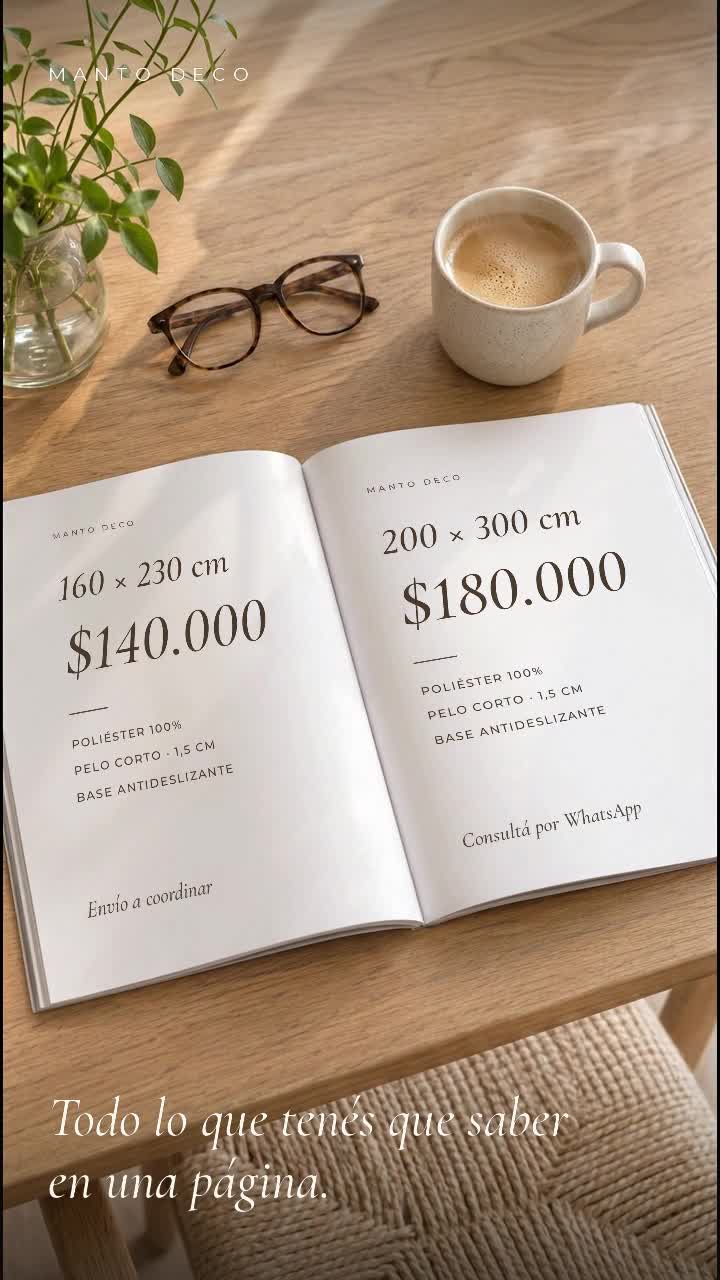 MANTO DECO
MANTO DECO
160 × 230 cm
$140.000
POLIÉSTER 100%
PELO CORTO · 1,5 CM
BASE ANTIDESLIZANTE
Envío a coordinar
MANTO DECO
200 × 300 cm
$180.000
POLIÉSTER 100%
PELO CORTO · 1,5 CM
BASE ANTIDESLIZANTE
Consultá por WhatsApp
Todo lo que tenés que saber
en una página.